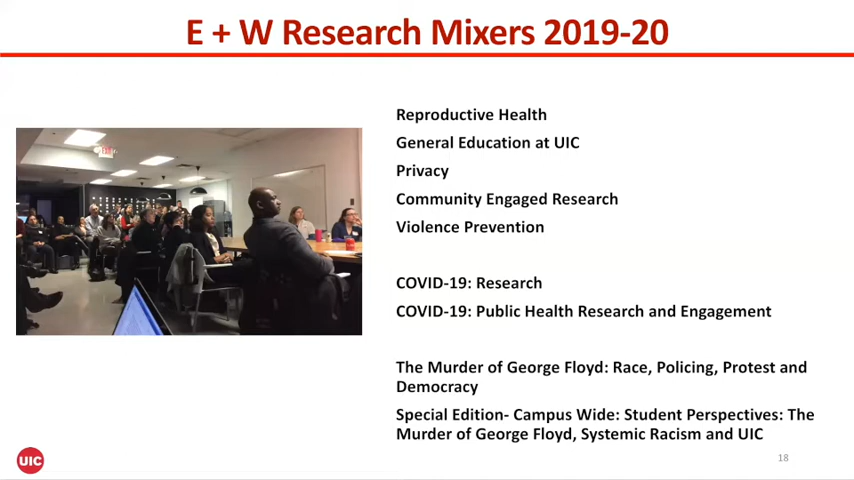 E + W Research Mixers 2019-20
Reproductive Health
General Education at UIC
Privacy
Community Engaged Research
Violence Prevention
COVID-19: Research
COVID-19: Public Health Research and Engagement
The Murder of George Floyd: Race, Policing, Protest and
Democracy
Special Edition- Campus Wide: Student Perspectives: The
Murder of George Floyd, Systemic Racism and UIC
UIC
18